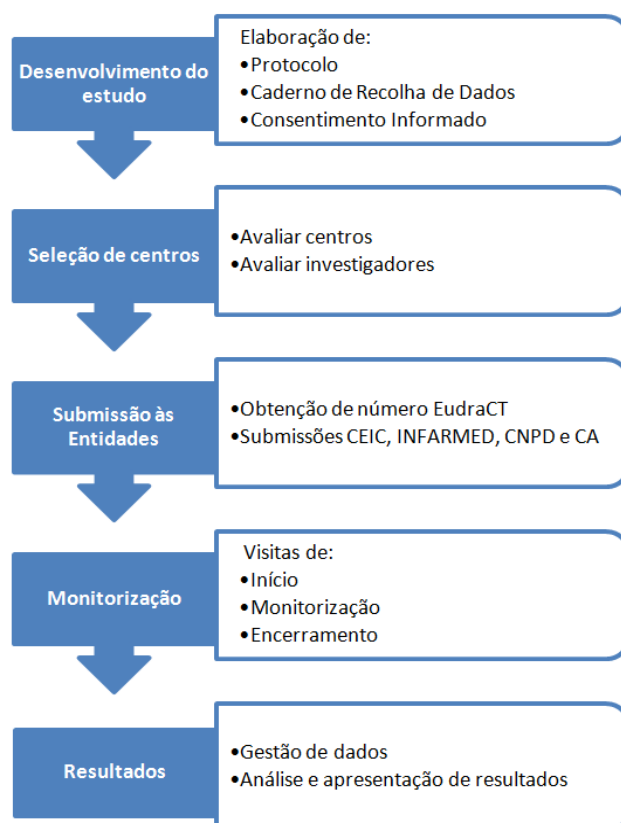 Desenvolvimento do
estudo
Elaboração de:
•Protocolo
•Caderno de Recolha de Dados
•Consentimento Informado
Seleção de centros
•Avaliar centros
•Avaliar investigadores
Submissão às
Entidades
•Obtenção de número EudraCT
•Submissões CEIC, INFARMED, CNPD e CA
Monitorização
Visitas de:
•Início
•Monitorização
•Encerramento
Resultados
•Gestão de dados
•Análise e apresentação de resultados